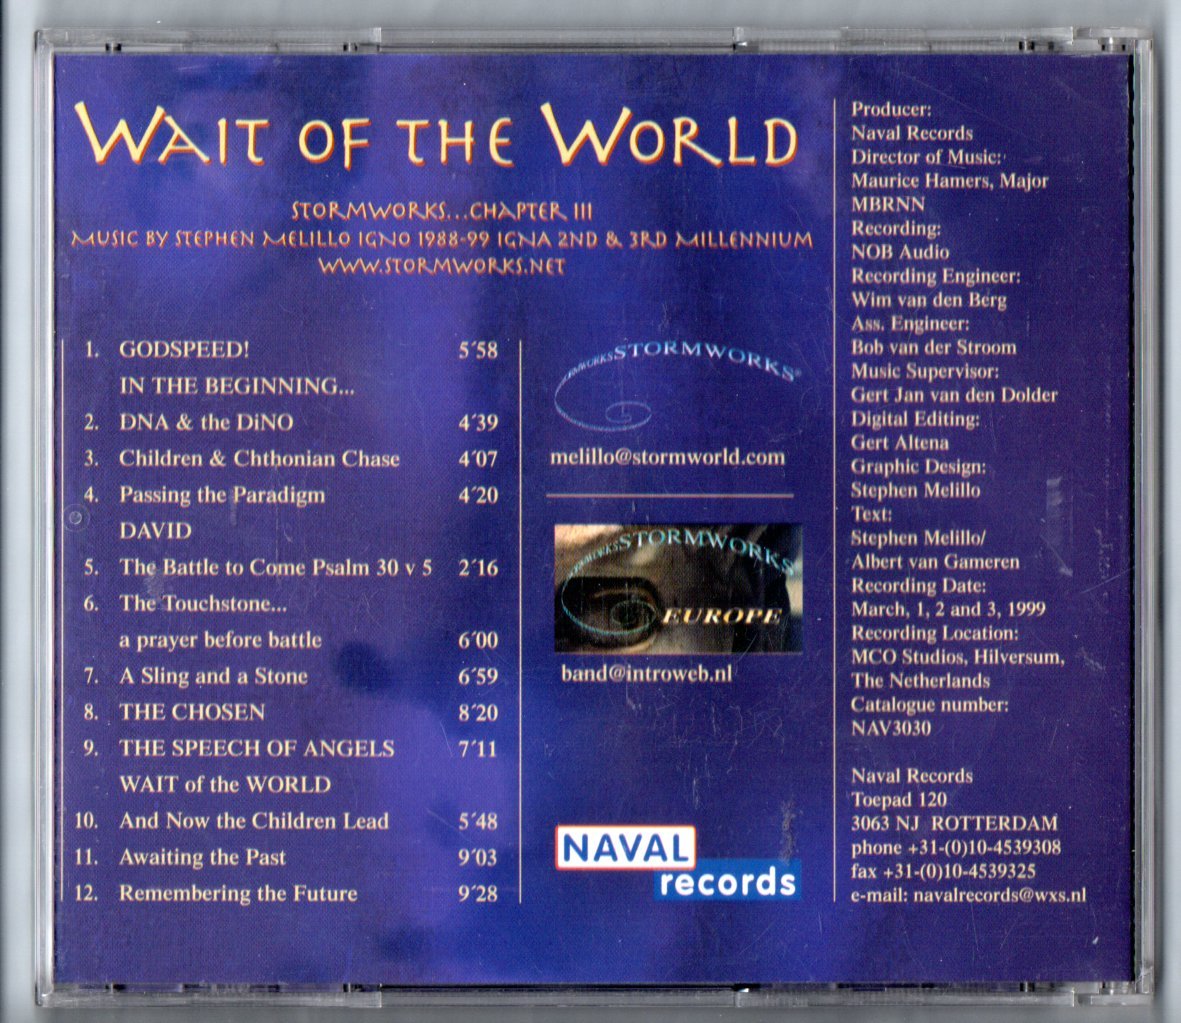 WAIT OF THE WORLD
STORMWORKS...CHAPTER III
MUSIC BY STEPHEN MELILLO IGNO 1988-99 IGNA 2ND & 3RD MILLENNIUM
WWW.STORMWORKS.NET
1. GODSPEED! 5´58
IN THE BEGINNING...
2. DNA & the DiNO 4´39
3. Children & Chthonian Chase 4´07
4. Passing the Paradigm 4´20
DAVID
5. The Battle to Come Psalm 30 v 5 2´16
6. The Touchstone...
a prayer before battle 6´00
7. A Sling and a Stone 6´59
8. THE CHOSEN 8´20
9. THE SPEECH OF ANGELS 7´11
WAIT of the WORLD
10. And Now the Children Lead 5´48
11. Awaiting the Past 9´03
12. Remembering the Future 9´28
STORMWORKS®
melillo@stormworld.com
STORMWORKS
EUROPE
band@introweb.nl
NAVAL
records
Producer:
Naval Records
Director of Music:
Maurice Hamers, Major
MBRNN
Recording:
NOB Audio
Recording Engineer:
Wim van den Berg
Ass. Engineer:
Bob van der Stroom
Music Supervisor:
Gert Jan van den Dolder
Digital Editing:
Gert Altena
Graphic Design:
Stephen Melillo
Text:
Stephen Melillo/
Albert van Gameren
Recording Date:
March, 1, 2 and 3, 1999
Recording Location:
MCO Studios, Hilversum,
The Netherlands
Catalogue number:
NAV3030
Naval Records
Toepad 120
3063 NJ ROTTERDAM
phone +31-(0)10-4539308
fax +31-(0)10-4539325
e-mail: navalrecords@wxs.nl